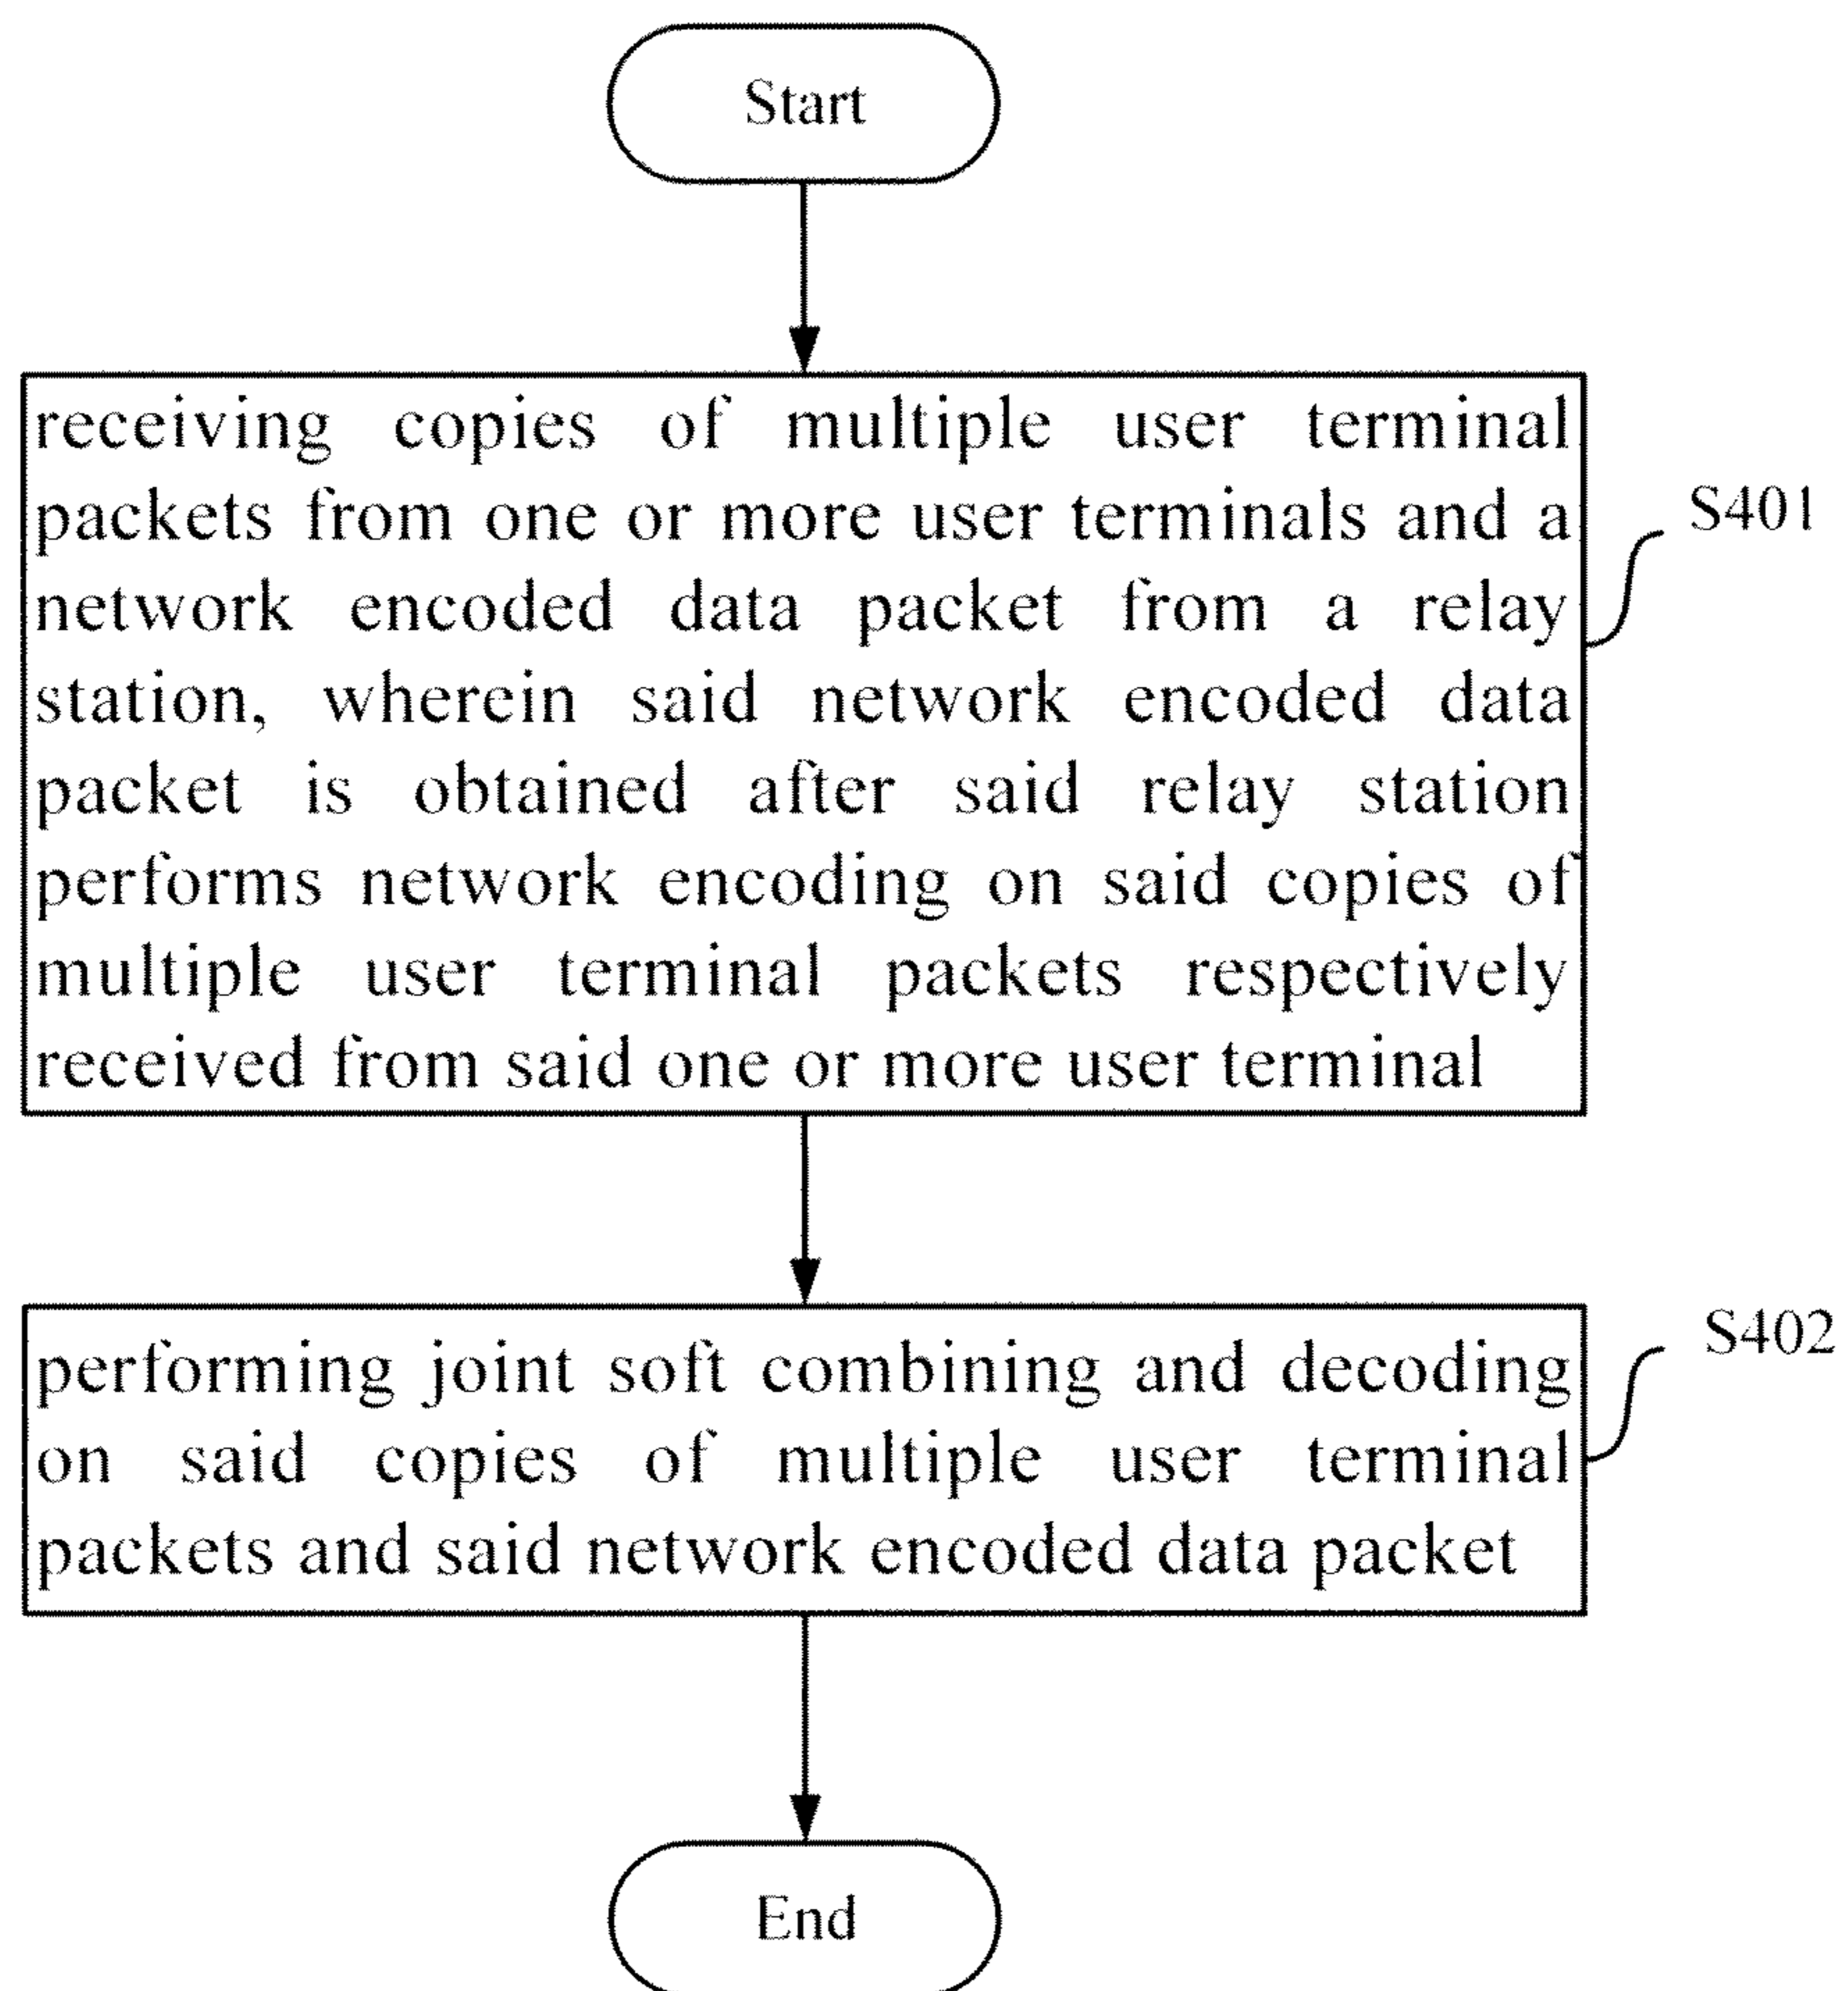 Start
receiving copies of multiple user terminal
packets from one or more user terminals and a
network encoded data packet from a relay
station, wherein said network encoded data
packet is obtained after said relay station
performs network encoding on said copies of
multiple user terminal packets respectively
received from said one or more user terminal
S401
performing joint soft combining and decoding
on said copies of multiple user terminal
packets and said network encoded data packet
S402
End